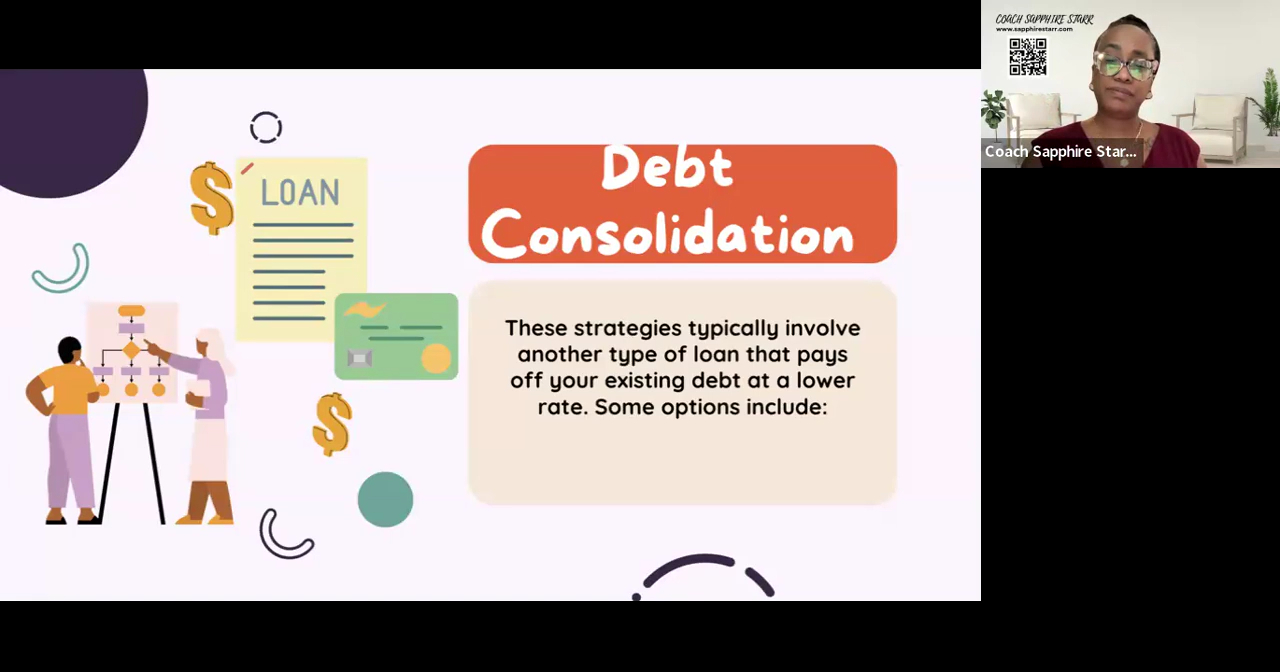 COACH SAPPHIRE STARR
www.sapphirestarr.com
Coach Sapphire Star...
LOAN
Debt
Consolidation
These strategies typically involve
another type of loan that pays
off your existing debt at a lower
rate. Some options include: